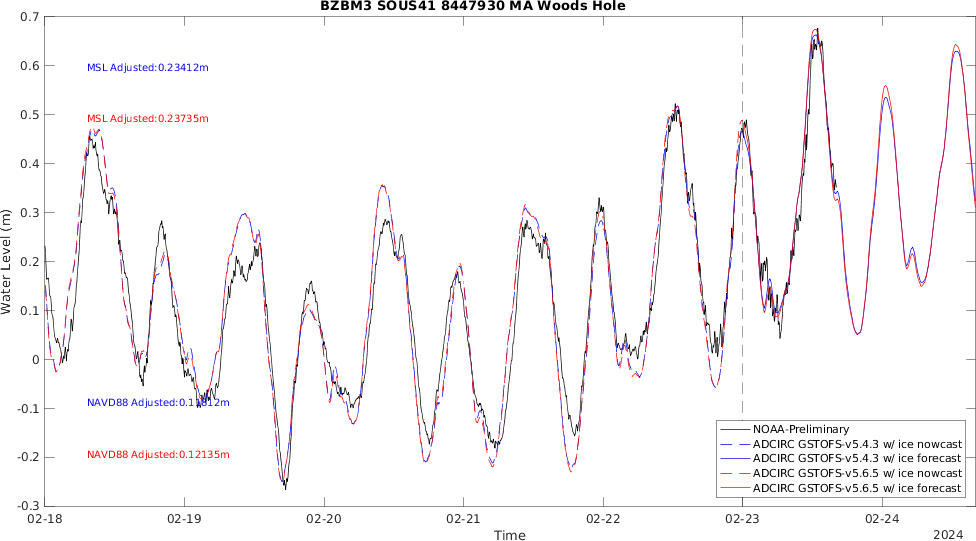 BZBM3 SOUS41 8447930 MA Woods Hole
Water Level (m)
0.7
0.6
0.5
0.4
0.3
0.2
0.1
0
-0.1
-0.2
-0.3
MSL Adjusted:0.23412m
MSL Adjusted:0.23735m
NAVD88 Adjusted:0.11812m
NAVD88 Adjusted:0.12135m
NOAA-Preliminary
ADCIRC GSTOFS-v5.4.3 w/ ice nowcast
ADCIRC GSTOFS-v5.4.3 w/ ice forecast
ADCIRC GSTOFS-v5.6.5 w/ ice nowcast
ADCIRC GSTOFS-v5.6.5 w/ ice forecast
02-18 02-19 02-20 02-21 02-22 02-23 02-24
Time
2024